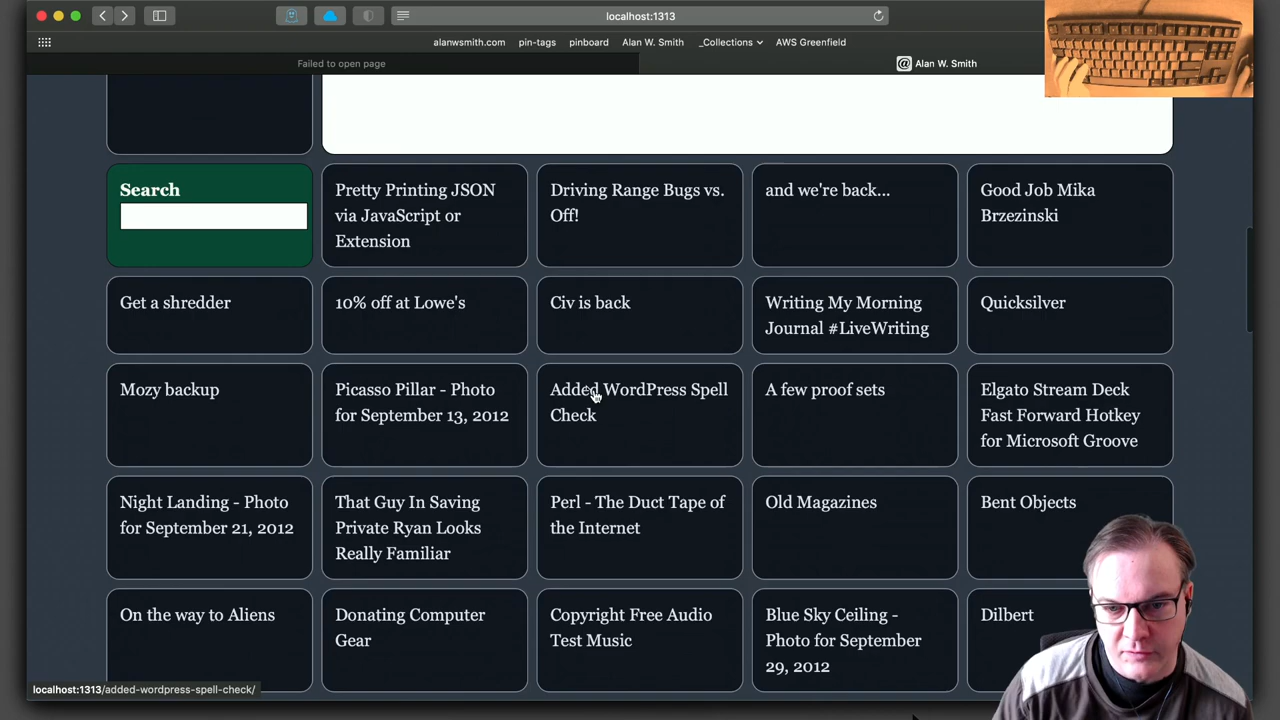 localhost:1313
alanwsmith.com
pin-tags
pinboard
Alan W. Smith
_Collections
AWS Greenfield
Failed to open page
@ Alan W. Smith
Search
Pretty Printing JSON
via JavaScript or
Extension
Driving Range Bugs vs.
Off!
and we're back...
Good Job Mika
Brzezinski
Get a shredder
10% off at Lowe's
Civ is back
Writing My Morning
Journal #LiveWriting
Quicksilver
Mozy backup
Picasso Pillar - Photo
for September 13, 2012
Added WordPress Spell
Check
A few proof sets
Elgato Stream Deck
Fast Forward Hotkey
for Microsoft Groove
Night Landing - Photo
for September 21, 2012
That Guy In Saving
Private Ryan Looks
Really Familiar
Perl - The Duct Tape of
the Internet
Old Magazines
Bent Objects
On the way to Aliens
Donating Computer
Gear
Copyright Free Audio
Test Music
Blue Sky Ceiling -
Photo for September
29, 2012
Dilbert
localhost:1313/added-wordpress-spell-check/